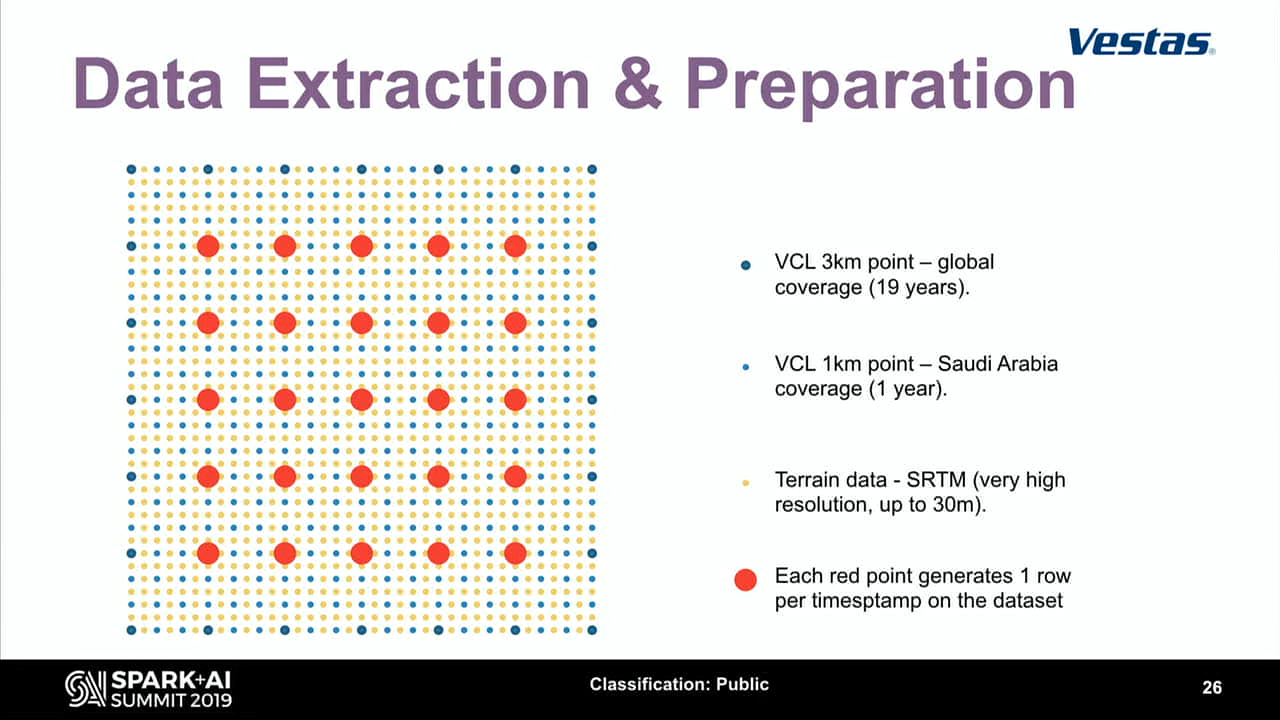 Vestas
Data Extraction & Preparation
VCL 3km point – global
coverage (19 years).
VCL 1km point – Saudi Arabia
coverage (1 year).
Terrain data - SRTM (very high
resolution, up to 30m).
Each red point generates 1 row
per timesptamp on the dataset
SPARK+AI
SUMMIT 2019
Classification: Public
26